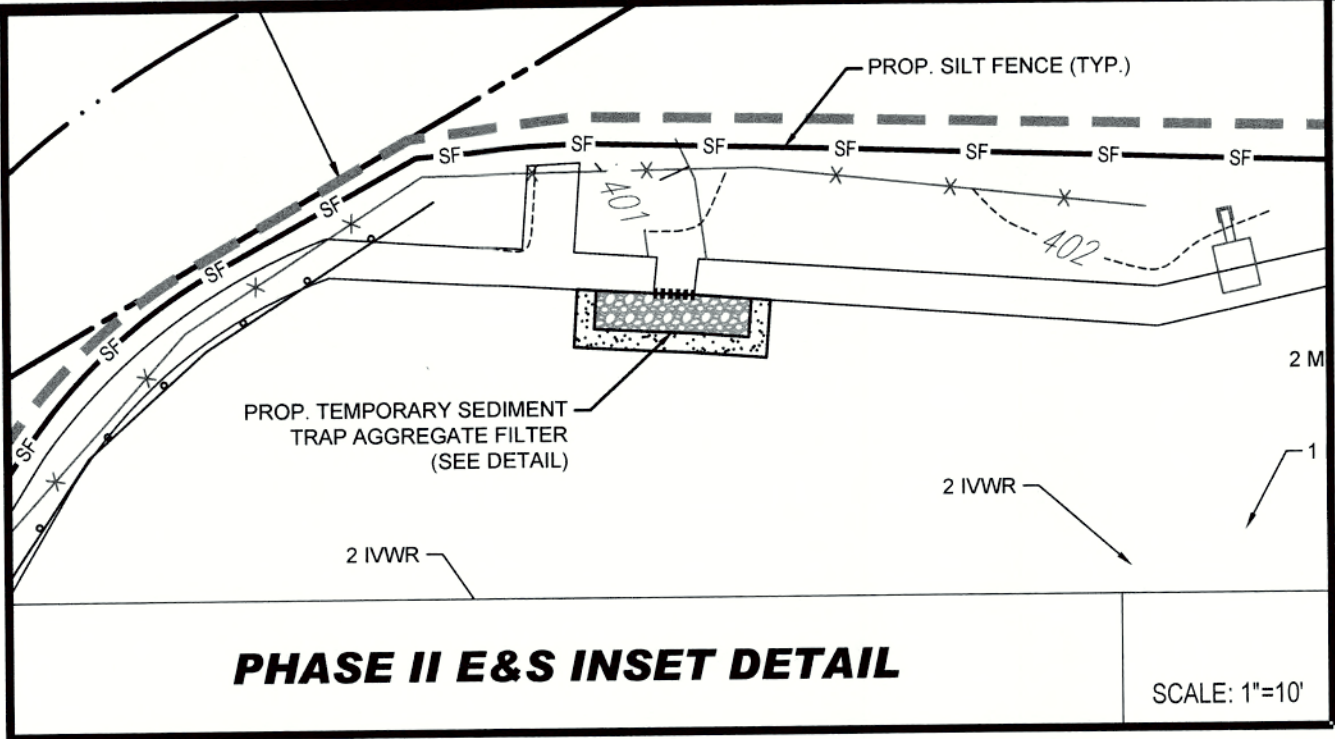 PROP. SILT FENCE (TYP.)
SF
SF
SF
SF
SF
SF
SF
SF
SF
SF
SF
401
402
PROP. TEMPORARY SEDIMENT
TRAP AGGREGATE FILTER
(SEE DETAIL)
2 M
1
2 IVWR
2 IVWR
PHASE II E&S INSET DETAIL
SCALE: 1"=10'